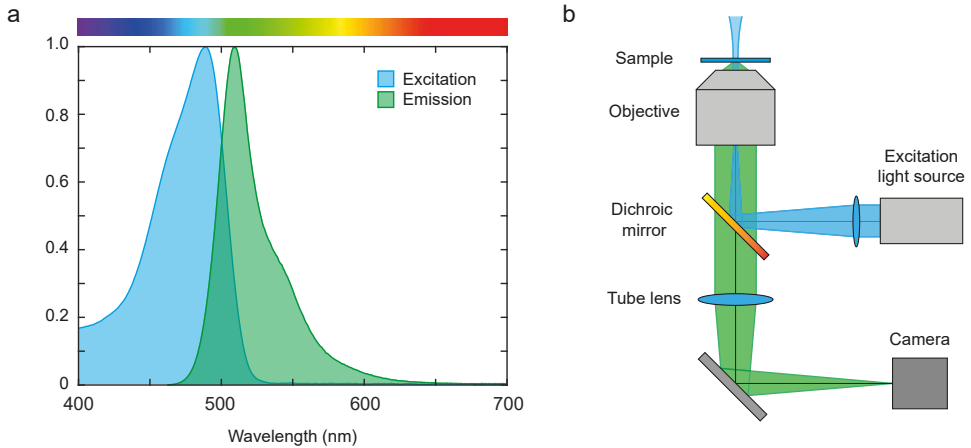 a
1.0
0.8
0.6
0.4
0.2
0
400
500
600
700
Wavelength (nm)
Excitation
Emission
b
Sample
Objective
Excitation
light source
Dichroic
mirror
Tube lens
Camera